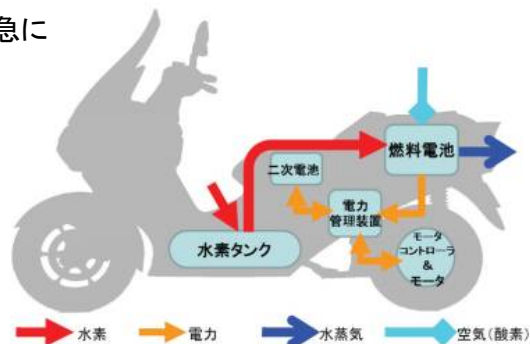 急に
燃料電池
二次電池
電力
管理装置
水素タンク
モータ
コントローラ
&
モータ
水素
電力
水蒸気
空気(酸素)